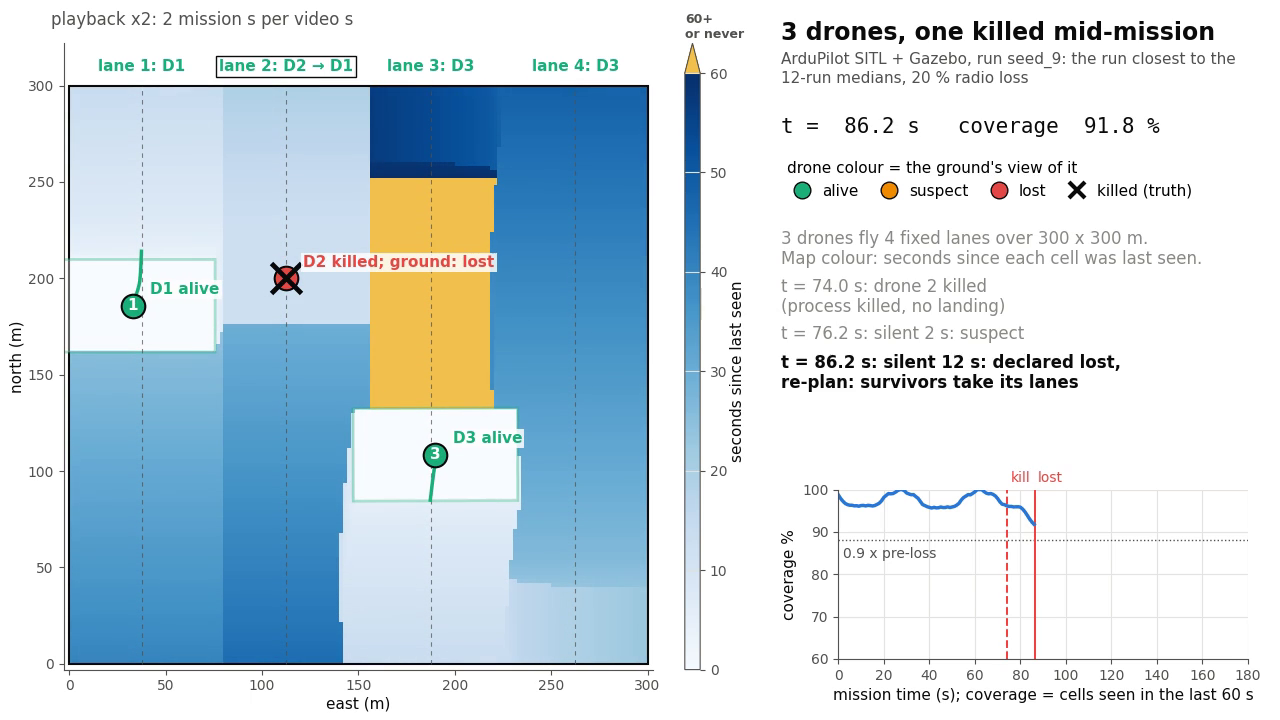 playback x2: 2 mission s per video s
60+
or never
lane 1: D1
lane 2: D2 → D1
lane 3: D3
lane 4: D3
300
250
200
150
100
50
0
0
50
100
150
200
250
300
north (m)
east (m)
D1 alive
1
D2 killed; ground: lost
D3 alive
3
60
50
40
30
20
10
0
seconds since last seen
3 drones, one killed mid-mission
ArduPilot SITL + Gazebo, run seed_9: the run closest to the
12-run medians, 20 % radio loss
t = 86.2 s coverage 91.8 %
drone colour = the ground's view of it
alive suspect lost killed (truth)
3 drones fly 4 fixed lanes over 300 x 300 m.
Map colour: seconds since each cell was last seen.
t = 74.0 s: drone 2 killed
(process killed, no landing)
t = 76.2 s: silent 2 s: suspect
t = 86.2 s: silent 12 s: declared lost,
re-plan: survivors take its lanes
kill lost
100
90
80
70
60
coverage %
0.9 x pre-loss
0 20 40 60 80 100 120 140 160 180
mission time (s); coverage = cells seen in the last 60 s